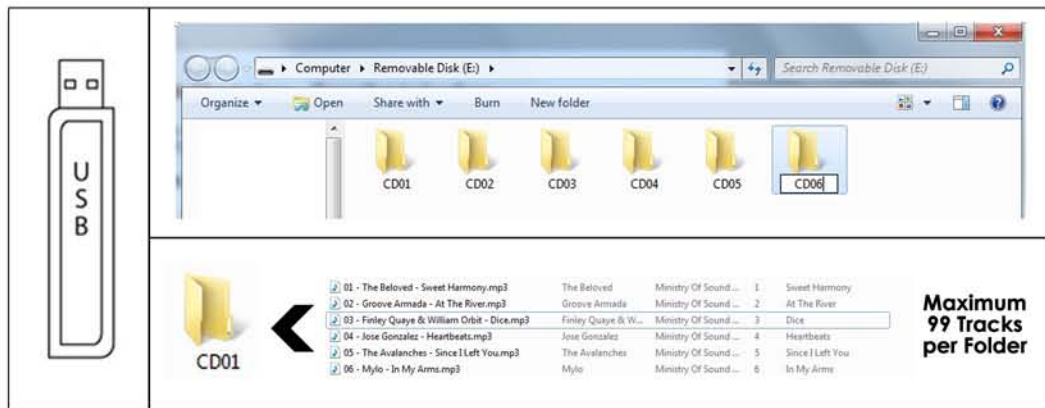 USB
Computer ▸ Removable Disk (E:) ▸
Search Removable Disk (E:)
Organize ▾ Open Share with ▾ Burn New folder
CD01 CD02 CD03 CD04 CD05 CD06
01 - The Beloved - Sweet Harmony.mp3 The Beloved Ministry Of Sound ... 1 Sweet Harmony
02 - Groove Armada - At The River.mp3 Groove Armada Ministry Of Sound ... 2 At The River
03 - Finley Quaye & William Orbit - Dice.mp3 Finley Quaye & W... Ministry Of Sound ... 3 Dice
04 - Jose Gonzalez - Heartbeats.mp3 Jose Gonzalez Ministry Of Sound ... 4 Heartbeats
05 - The Avalanches - Since I Left You.mp3 The Avalanches Ministry Of Sound ... 5 Since I Left You
06 - Mylo - In My Arms.mp3 Mylo Ministry Of Sound ... 6 In My Arms
CD01
Maximum
99 Tracks
per Folder